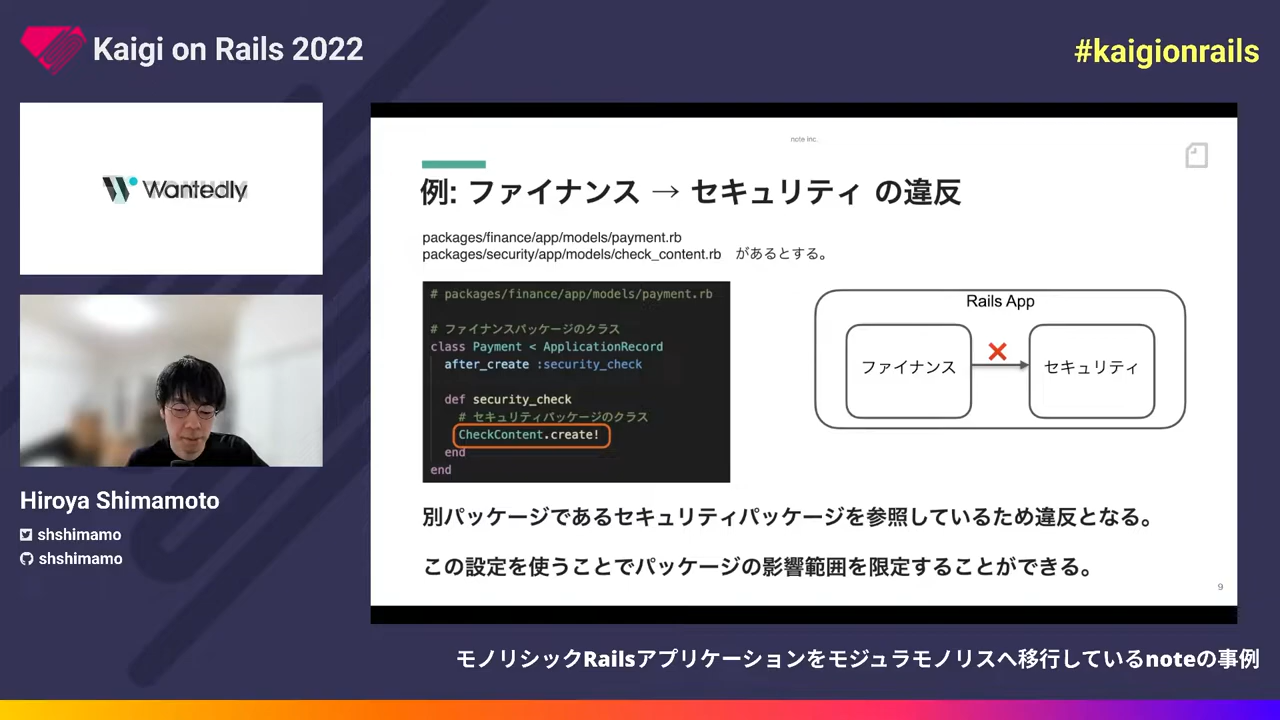 Kaigi on Rails 2022
#kaigionrails
Wantedly
note inc.
例: ファイナンス → セキュリティ の違反
packages/finance/app/models/payment.rb
packages/security/app/models/check_content.rb があるとする。
# packages/finance/app/models/payment.rb
# ファイナンスパッケージのクラス
class Payment < ApplicationRecord
after_create :security_check
def security_check
# セキュリティパッケージのクラス
CheckContent.create!
end
end
Rails App
ファイナンス
セキュリティ
別パッケージであるセキュリティパッケージを参照しているため違反となる。
この設定を使うことでパッケージの影響範囲を限定することができる。
9
Hiroya Shimamoto
shshimamo
shshimamo
モノリシックRailsアプリケーションをモジュラモノリスへ移行しているnoteの事例